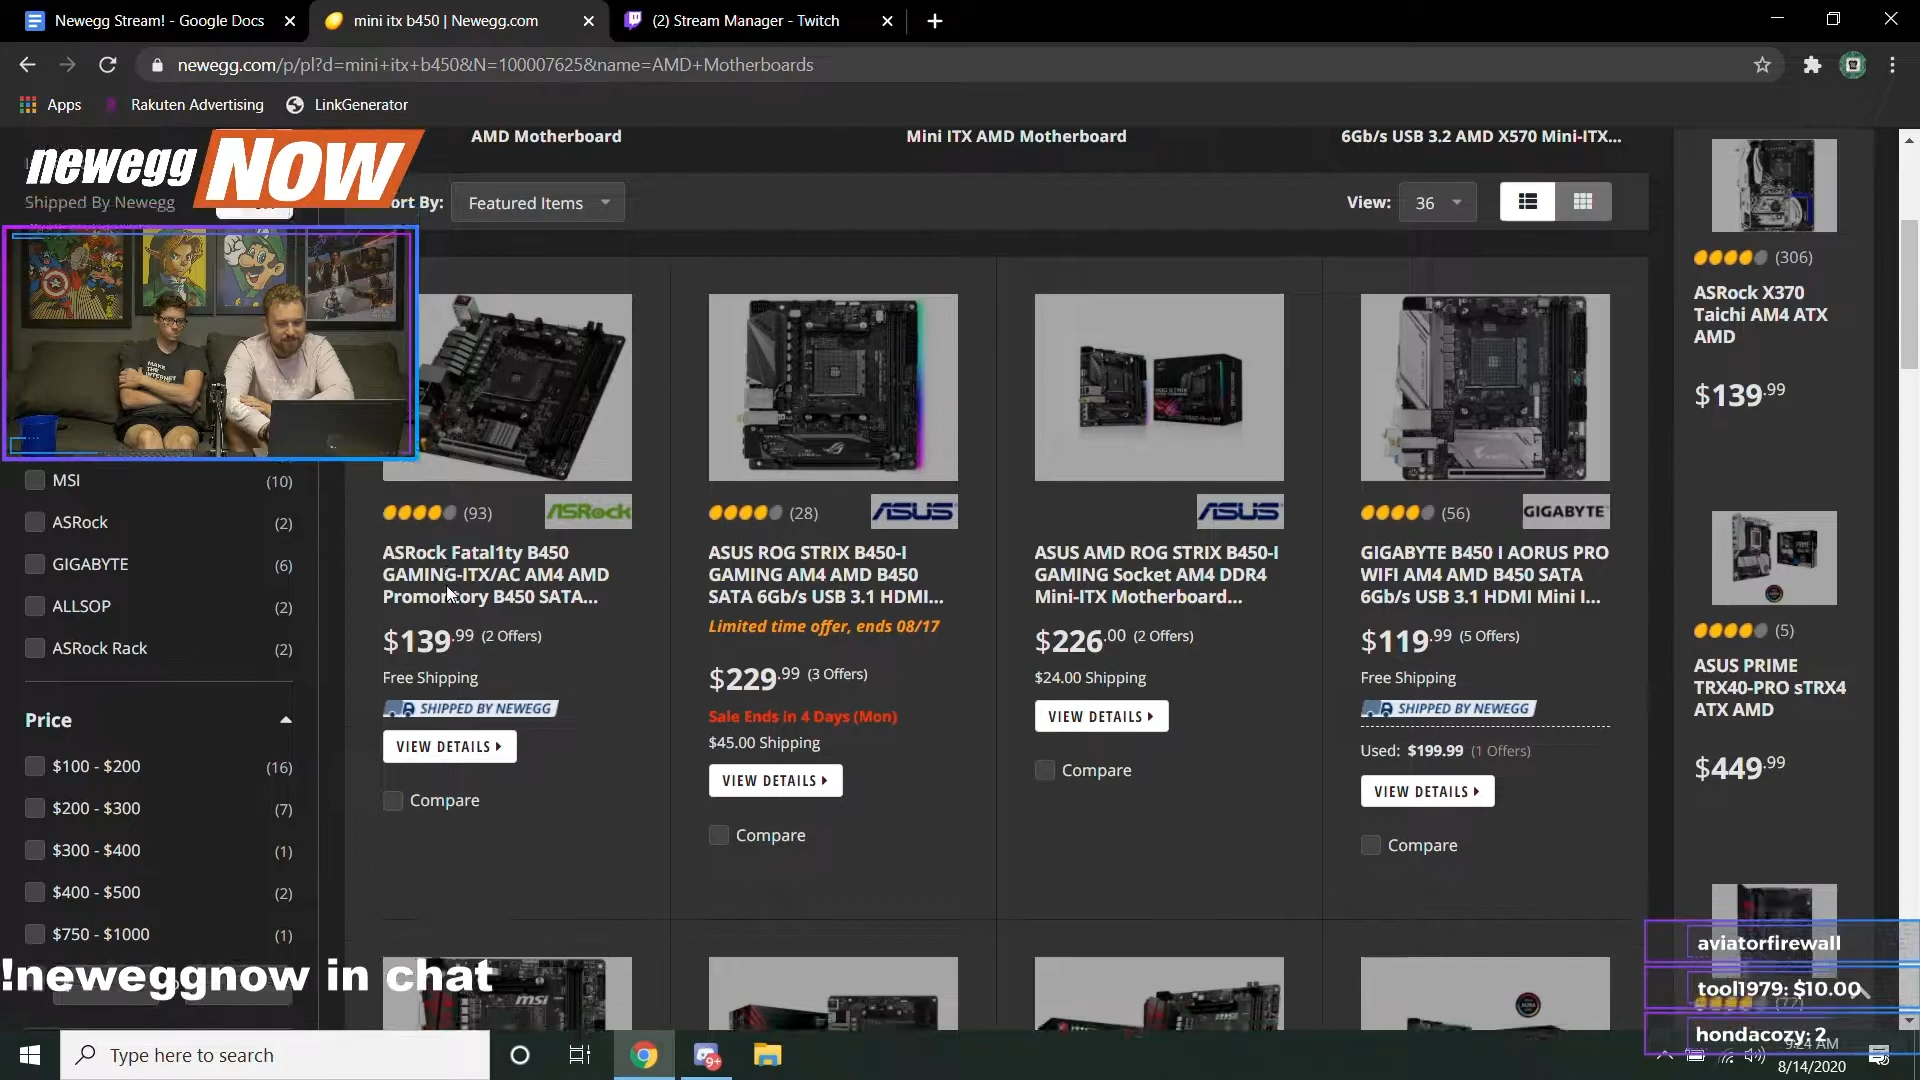 Newegg Stream! - Google Docs
mini itx b450 | Newegg.com
(2) Stream Manager - Twitch
newegg.com/p/pl?d=mini+itx+b450&N=100007625&name=AMD+Motherboards
Apps
Rakuten Advertising
LinkGenerator
AMD Motherboard
Mini ITX AMD Motherboard
6Gb/s USB 3.2 AMD X570 Mini-ITX...
newegg NOW
Shipped By Newegg
ort By:
Featured Items
View:
36
MAKE
THE
INTERNET
MSI
(10)
ASRock
(2)
GIGABYTE
(6)
ALLSOP
(2)
ASRock Rack
(2)
Price
$100 - $200
(16)
$200 - $300
(7)
$300 - $400
(1)
$400 - $500
(2)
$750 - $1000
(1)
!neweggnow in chat
(93)
ASRock
ASRock Fatal1ty B450
GAMING-ITX/AC AM4 AMD
Promontory B450 SATA...
$139.99 (2 Offers)
Free Shipping
SHIPPED BY NEWEGG
VIEW DETAILS
Compare
(28)
ASUS
ASUS ROG STRIX B450-I
GAMING AM4 AMD B450
SATA 6Gb/s USB 3.1 HDMI...
Limited time offer, ends 08/17
$229.99 (3 Offers)
Sale Ends in 4 Days (Mon)
$45.00 Shipping
VIEW DETAILS
Compare
ASUS
ASUS AMD ROG STRIX B450-I
GAMING Socket AM4 DDR4
Mini-ITX Motherboard...
$226.00 (2 Offers)
$24.00 Shipping
VIEW DETAILS
Compare
(56)
GIGABYTE
GIGABYTE B450 I AORUS PRO
WIFI AM4 AMD B450 SATA
6Gb/s USB 3.1 HDMI Mini I...
$119.99 (5 Offers)
Free Shipping
SHIPPED BY NEWEGG
Used: $199.99 (1 Offers)
VIEW DETAILS
Compare
(306)
ASRock X370
Taichi AM4 ATX
AMD
$139.99
(5)
ASUS PRIME
TRX40-PRO sTRX4
ATX AMD
$449.99
msi
aviatorfirewall
tool1979: $10.00
hondacozy: 2
Type here to search
9+
9:24 AM
8/14/2020